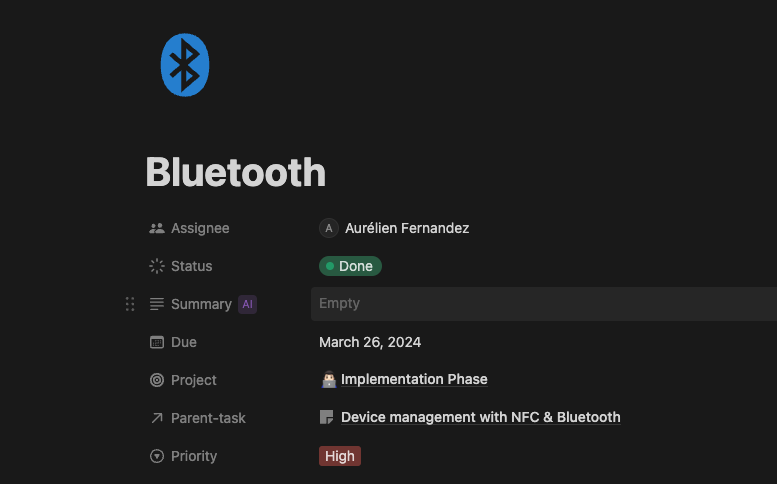 Bluetooth
Assignee A Aurélien Fernandez
Status Done
Summary AI Empty
Due March 26, 2024
Project Implementation Phase
Parent-task Device management with NFC & Bluetooth
Priority High